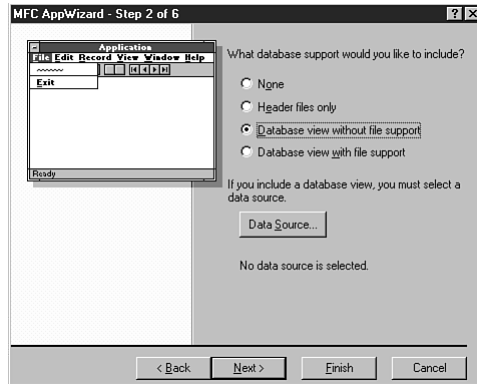 MFC AppWizard - Step 2 of 6
Application
File Edit Record View Window Help
Exit
Ready
What database support would you like to include?
None
Header files only
Database view without file support
Database view with file support
If you include a database view, you must select a
data source.
Data Source...
No data source is selected.
< Back
Next >
Finish
Cancel